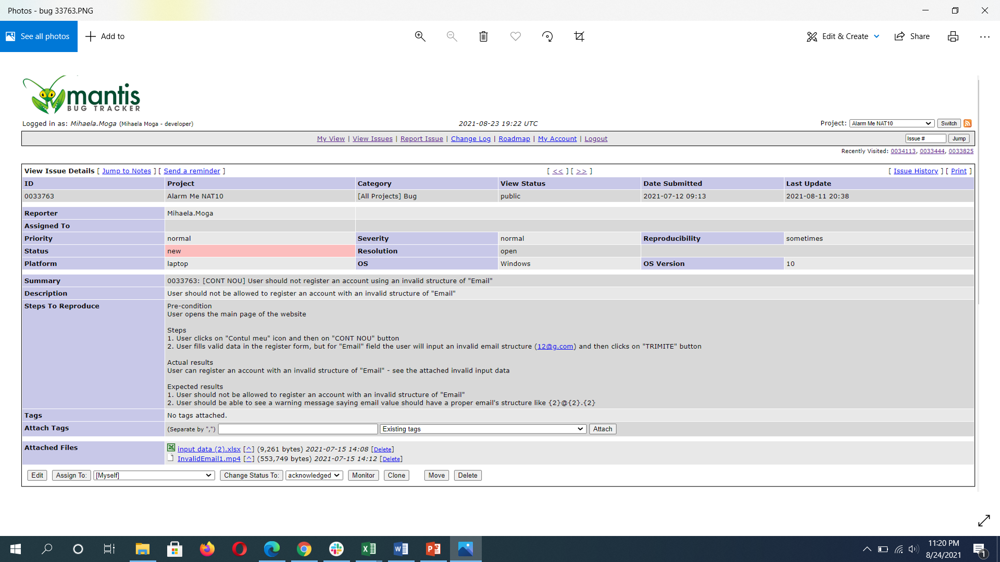 Photos - bug 33763.PNG
See all photos
Add to
Edit & Create
Share
mantis
BUG TRACKER
Logged in as: Mihaela.Moga (Mihaela Moga - developer)
2021-08-23 19:22 UTC
Project: Alarm Me NAT10 Switch
My View | View Issues | Report Issue | Change Log | Roadmap | My Account | Logout
Issue # Jump
Recently Visited: 0034113, 0033444, 0033825
View Issue Details [ Jump to Notes ] [ Send a reminder ] [ << ] [ >> ] [ Issue History ] [ Print ]
ID Project Category View Status Date Submitted Last Update
0033763 Alarm Me NAT10 [All Projects] Bug public 2021-07-12 09:13 2021-08-11 20:38
Reporter Mihaela.Moga
Assigned To
Priority normal Severity normal Reproducibility sometimes
Status new Resolution open
Platform laptop OS Windows OS Version 10
Summary 0033763: [CONT NOU] User should not register an account using an invalid structure of "Email"
Description User should not be allowed to register an account with an invalid structure of "Email"
Steps To Reproduce Pre-condition
User opens the main page of the website
Steps
1. User clicks on "Contul meu" icon and then on "CONT NOU" button
2. User fills valid data in the register form, but for "Email" field the user will input an invalid email structure (12@g.com) and then clicks on "TRIMITE" button
Actual results
User can register an account with an invalid structure of "Email" - see the attached invalid input data
Expected results
1. User should not be allowed to register an account with an invalid structure of "Email"
2. User should be able to see a warning message saying email value should have a proper email's structure like {2}@{2}.{2}
Tags No tags attached.
Attach Tags (Separate by ",") Existing tags Attach
Attached Files input data (2).xlsx [^] (9,261 bytes) 2021-07-15 14:08 [Delete]
InvalidEmail1.mp4 [^] (553,749 bytes) 2021-07-15 14:12 [Delete]
Edit Assign To: [Myself] Change Status To: acknowledged Monitor Clone Move Delete
11:20 PM
8/24/2021
1